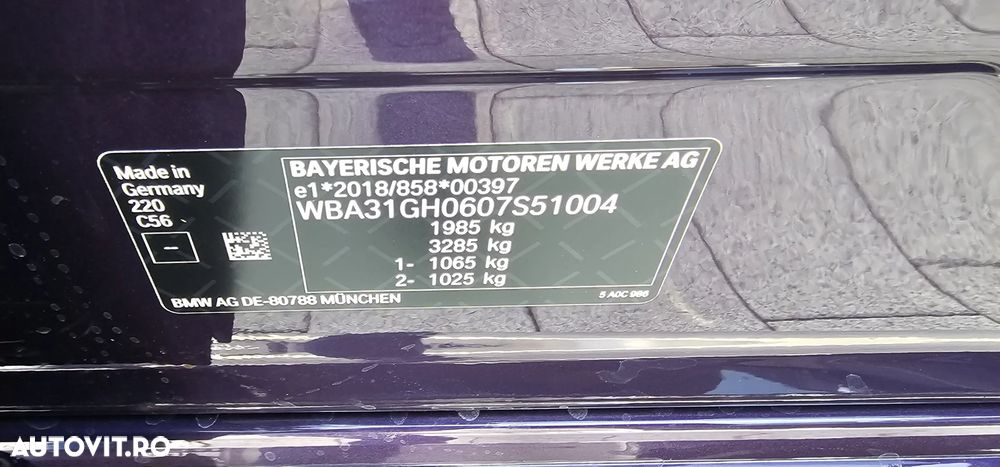 Made in
Germany
220
C56
-
BAYERISCHE MOTOREN WERKE AG
e1*2018/858*00397
WBA31GH0607S51004
1985 kg
3285 kg
1- 1065 kg
2- 1025 kg
BMW AG DE-80788 MÜNCHEN
5 A0C 986
AUTOVIT.RO